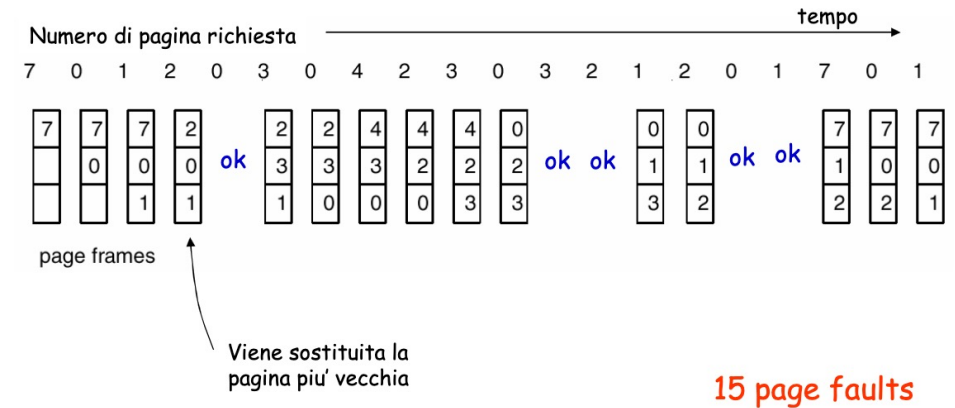 tempo
Numero di pagina richiesta
7 0 1 2 0 3 0 4 2 3 0 3 2 1 2 0 1 7 0 1
7 7 7 2 2 2 4 4 4 0 0 0 7 7 7
0 0 0 ok 3 3 3 2 2 2 ok ok 1 1 ok ok 1 0 0
1 1 1 0 0 0 3 3 3 2 2 2 1
page frames
Viene sostituita la
pagina piu' vecchia
15 page faults